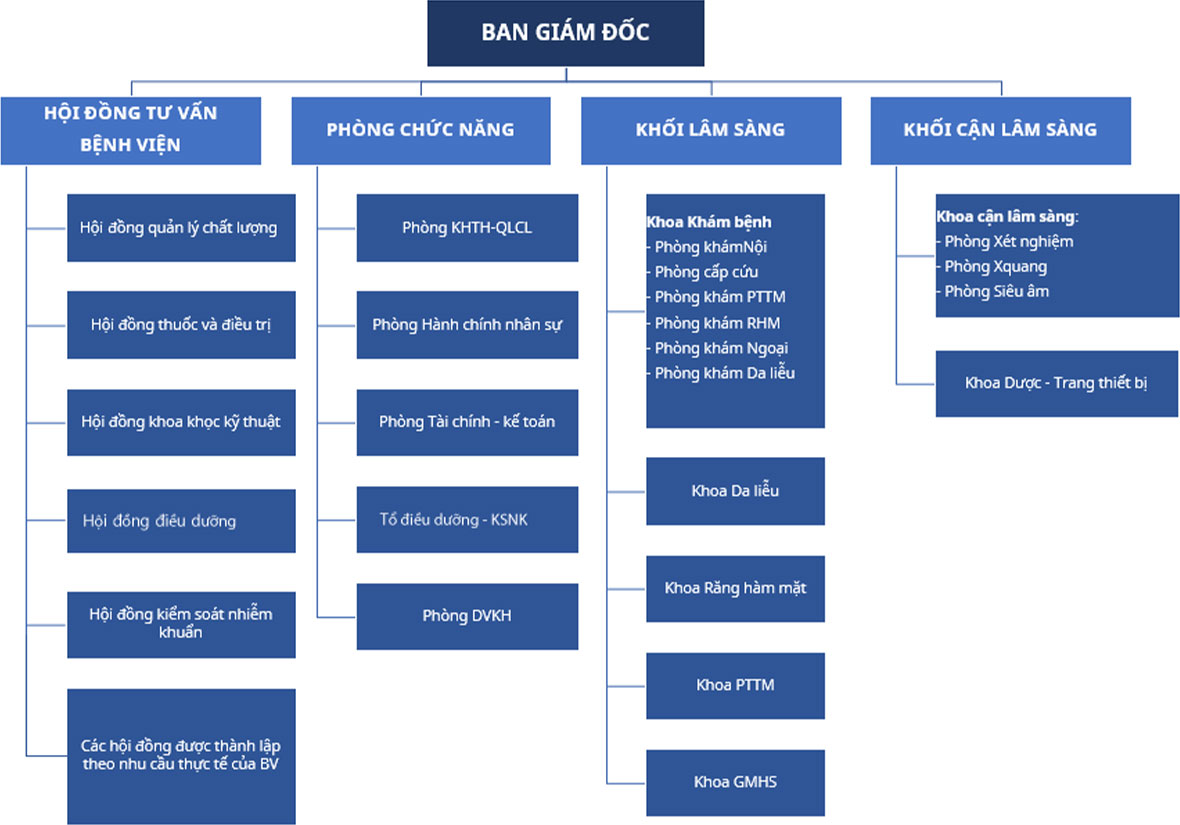 BAN GIÁM ĐỐC
HỘI ĐỒNG TƯ VẤN
BỆNH VIỆN
Hội đồng quản lý chất lượng
Hội đồng thuốc và điều trị
Hội đồng khoa khọc kỹ thuật
Hội đồng điều dưỡng
Hội đồng kiểm soát nhiễm
khuẩn
Các hội đồng được thành lập
theo nhu cầu thực tế của BV
PHÒNG CHỨC NĂNG
Phòng KHTH-QLCL
Phòng Hành chính nhân sự
Phòng Tài chính - kế toán
Tổ điều dưỡng - KSNK
Phòng DVKH
KHỐI LÂM SÀNG
Khoa Khám bệnh
- Phòng khámNội
- Phòng cấp cứu
- Phòng khám PTTM
- Phòng khám RHM
- Phòng khám Ngoại
- Phòng khám Da liễu
Khoa Da liễu
Khoa Răng hàm mặt
Khoa PTTM
Khoa GMHS
KHỐI CẬN LÂM SÀNG
Khoa cận lâm sàng:
- Phòng Xét nghiệm
- Phòng Xquang
- Phòng Siêu âm
Khoa Dược - Trang thiết bị